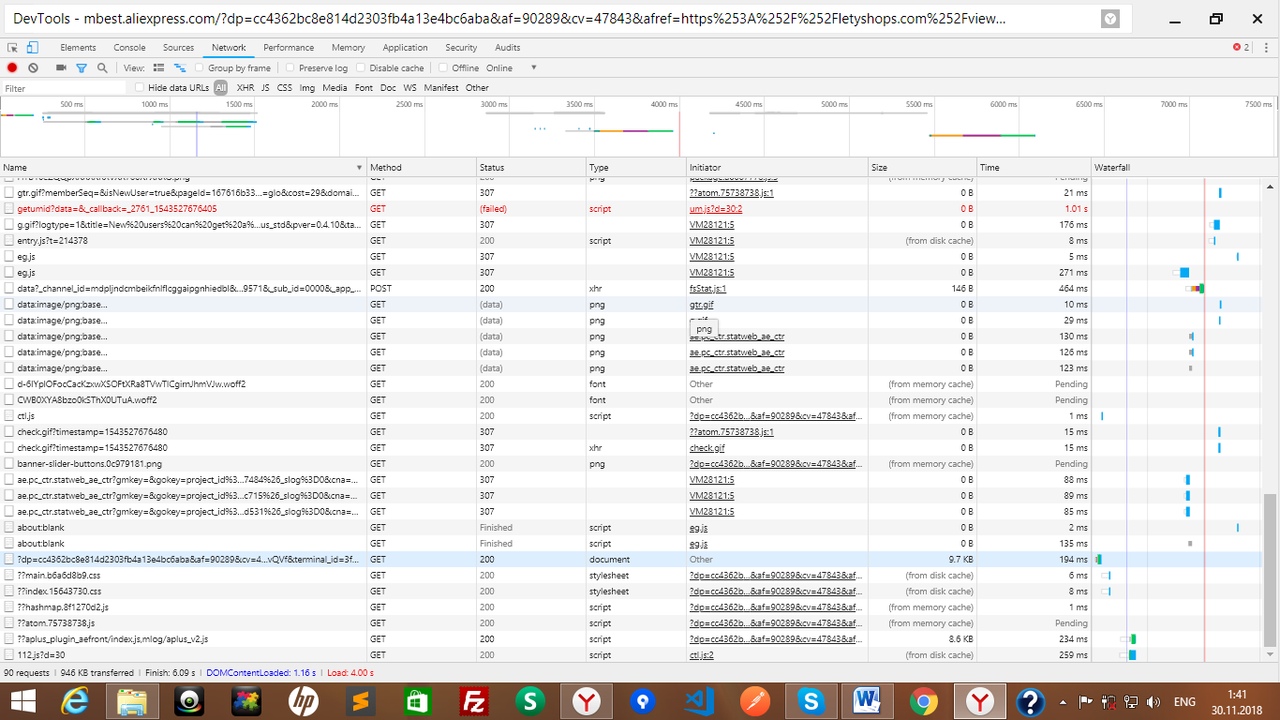 DevTools - mbest.aliexpress.com/?dp=cc4362bc8e814d2303fb4a13e4bc6aba&af=90289&cv=47843&afref=https%253A%252F%252Fletyshops.com%252Fview...
Elements Console Sources Network Performance Memory Application Security Audits 2
View: Group by frame Preserve log Disable cache Offline Online
Filter Hide data URLs All XHR JS CSS Img Media Font Doc WS Manifest Other
500 ms 1000 ms 1500 ms 2000 ms 2500 ms 3000 ms 3500 ms 4000 ms 4500 ms 5000 ms 5500 ms 6000 ms 6500 ms 7000 ms 7500 ms
Name Method Status Type Initiator Size Time Waterfall
gtr.gif?memberSeq=&isNewUser=true&pageId=167616b33...=glo&cost=29&domai... GET 307 ??atom.75738738.js:1 0 B 21 ms
getumid?data=&_callback=_2761_1543527676405 GET (failed) script um.js?d=30:2 0 B 1.01 s
g.gif?logtype=1&title=New%20users%20can%20get%20a%...us_std&pver=0.4.10&ta... GET 307 VM28121:5 0 B 176 ms
entry.js?t=214378 GET 200 script VM28121:5 (from disk cache) 8 ms
eg.js GET 307 VM28121:5 0 B 5 ms
eg.js GET 307 VM28121:5 0 B 271 ms
data?_channel_id=mdpljndcmbeikfnlflcggaipgnhiedbl&...9571&_sub_id=0000&_app_... POST 200 xhr fsStat.js:1 146 B 464 ms
data:image/png;base... GET (data) png gtr.gif 0 B 10 ms
data:image/png;base... GET (data) png 0 B 29 ms
png
data:image/png;base... GET (data) png ae.pc_ctr.statweb_ae_ctr 0 B 130 ms
data:image/png;base... GET (data) png ae.pc_ctr.statweb_ae_ctr 0 B 126 ms
data:image/png;base... GET (data) png ae.pc_ctr.statweb_ae_ctr 0 B 123 ms
d-6IYplOFocCacKzxwXSOFtXRa8TVwTICgirnJhmVJw.woff2 GET 200 font Other (from memory cache) Pending
CWB0XYA8bzo0kSThX0UTuA.woff2 GET 200 font Other (from memory cache) Pending
ctl.js GET 200 script ?dp=cc4362b...&af=90289&cv=47843&af... (from memory cache) 1 ms
check.gif?timestamp=1543527676480 GET 307 ??atom.75738738.js:1 0 B 15 ms
check.gif?timestamp=1543527676480 GET 307 xhr check.gif 0 B 15 ms
banner-slider-buttons.0c979181.png GET 200 png ?dp=cc4362b...&af=90289&cv=47843&af... (from memory cache) Pending
ae.pc_ctr.statweb_ae_ctr?gmkey=&gokey=project_id%3...7484%26_slog%3D0&cna=... GET 307 VM28121:5 0 B 88 ms
ae.pc_ctr.statweb_ae_ctr?gmkey=&gokey=project_id%3...c715%26_slog%3D0&cna=... GET 307 VM28121:5 0 B 89 ms
ae.pc_ctr.statweb_ae_ctr?gmkey=&gokey=project_id%3...d531%26_slog%3D0&cna=... GET 307 VM28121:5 0 B 85 ms
about:blank GET Finished script eg.js 0 B 2 ms
about:blank GET Finished script eg.js 0 B 135 ms
?dp=cc4362bc8e814d2303fb4a13e4bc6aba&af=90289&cv=4...vQVf&terminal_id=3f... GET 200 document Other 9.7 KB 194 ms
??main.b6a6d8b9.css GET 200 stylesheet ?dp=cc4362b...&af=90289&cv=47843&af... (from disk cache) 6 ms
??index.15643730.css GET 200 stylesheet ?dp=cc4362b...&af=90289&cv=47843&af... (from disk cache) 8 ms
??hashmap.8f1270d2.js GET 200 script ?dp=cc4362b...&af=90289&cv=47843&af... (from memory cache) 1 ms
??atom.75738738.js GET 200 script ?dp=cc4362b...&af=90289&cv=47843&af... (from memory cache) Pending
??aplus_plugin_aefront/index.js,mlog/aplus_v2.js GET 200 script ?dp=cc4362b...&af=90289&cv=47843&af... 8.6 KB 234 ms
112.js?d=30 GET 200 script ctl.js:2 (from disk cache) 259 ms
90 requests | 946 KB transferred | Finish: 6.09 s | DOMContentLoaded: 1.16 s | Load: 4.00 s
ENG 1:41
30.11.2018